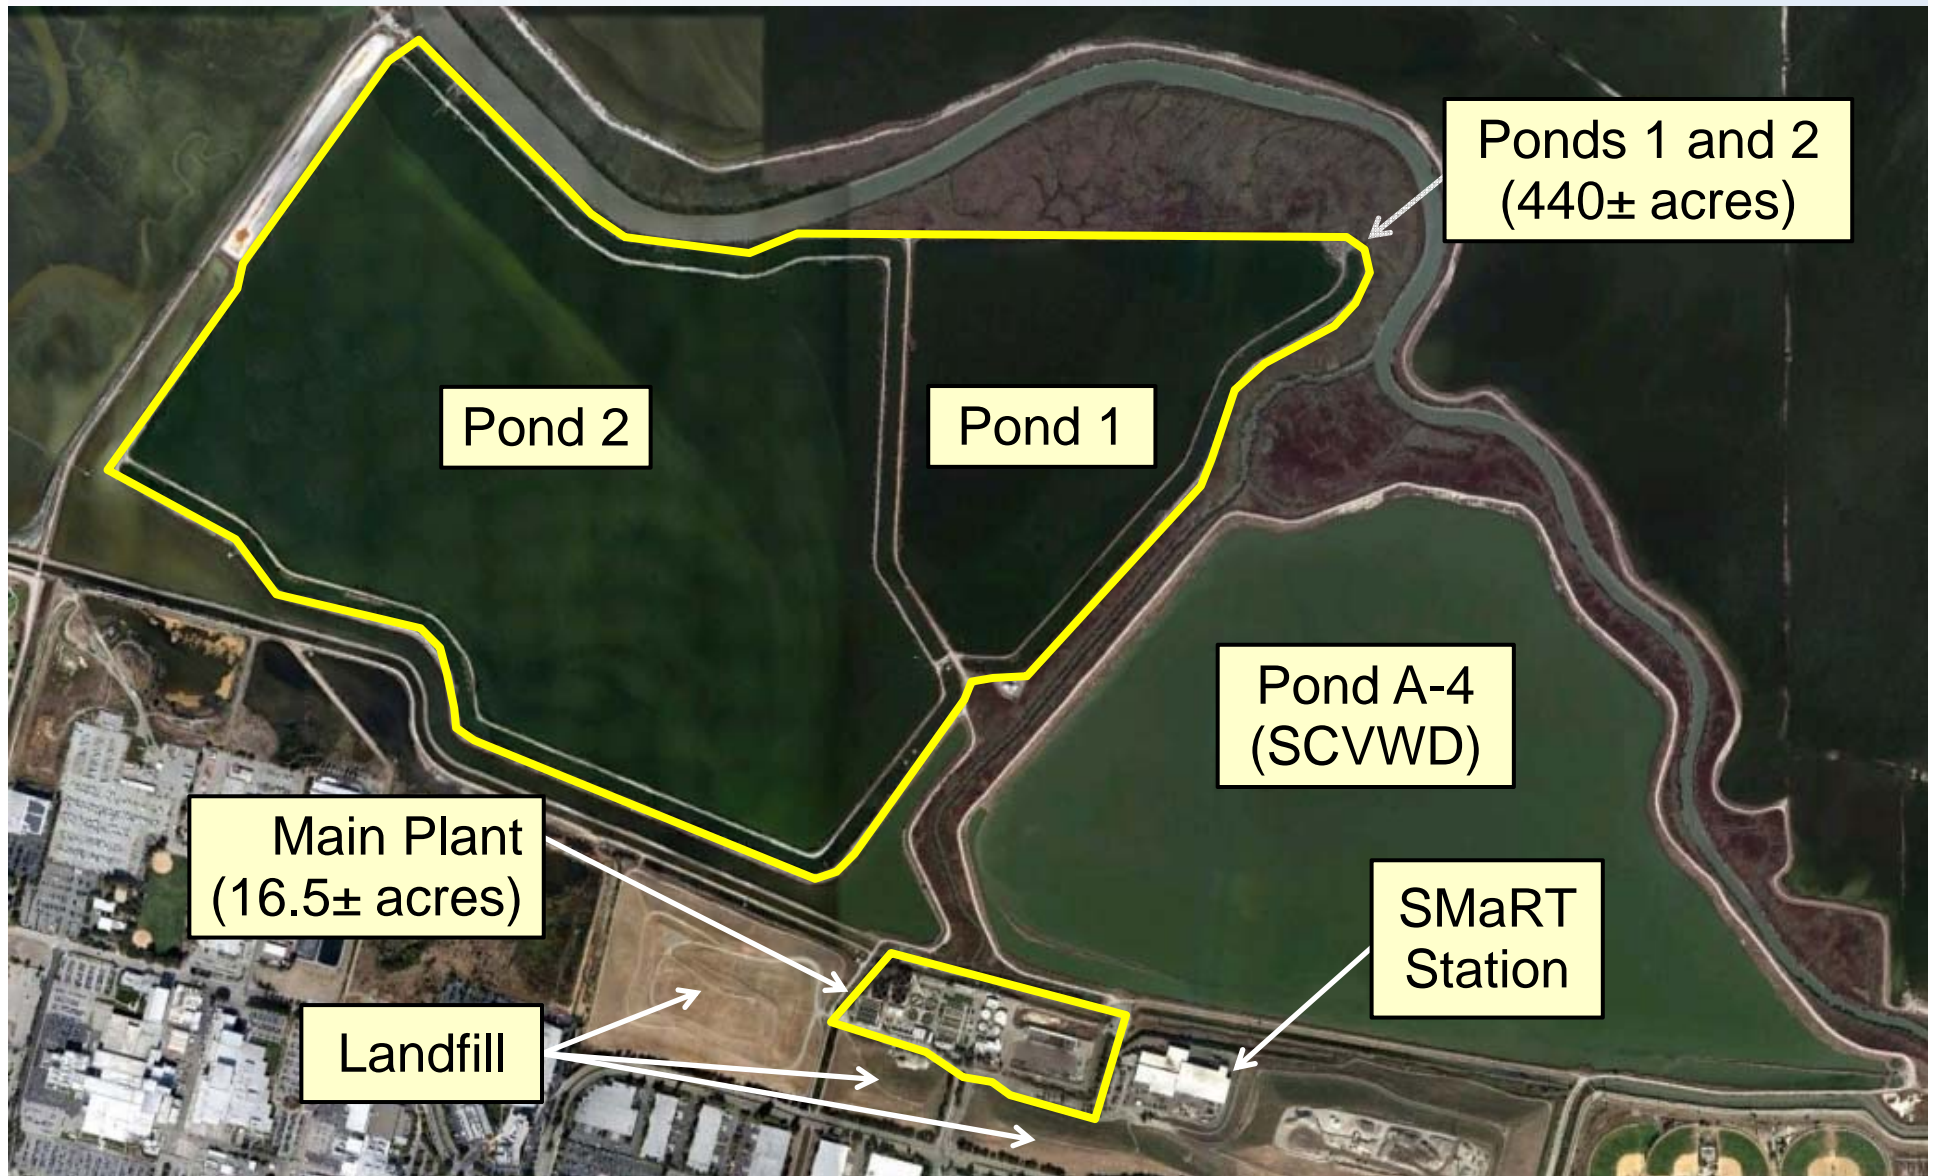 Ponds 1 and 2
(440± acres)
Pond 2
Pond 1
Pond A-4
(SCVWD)
Main Plant
(16.5± acres)
SMaRT
Station
Landfill